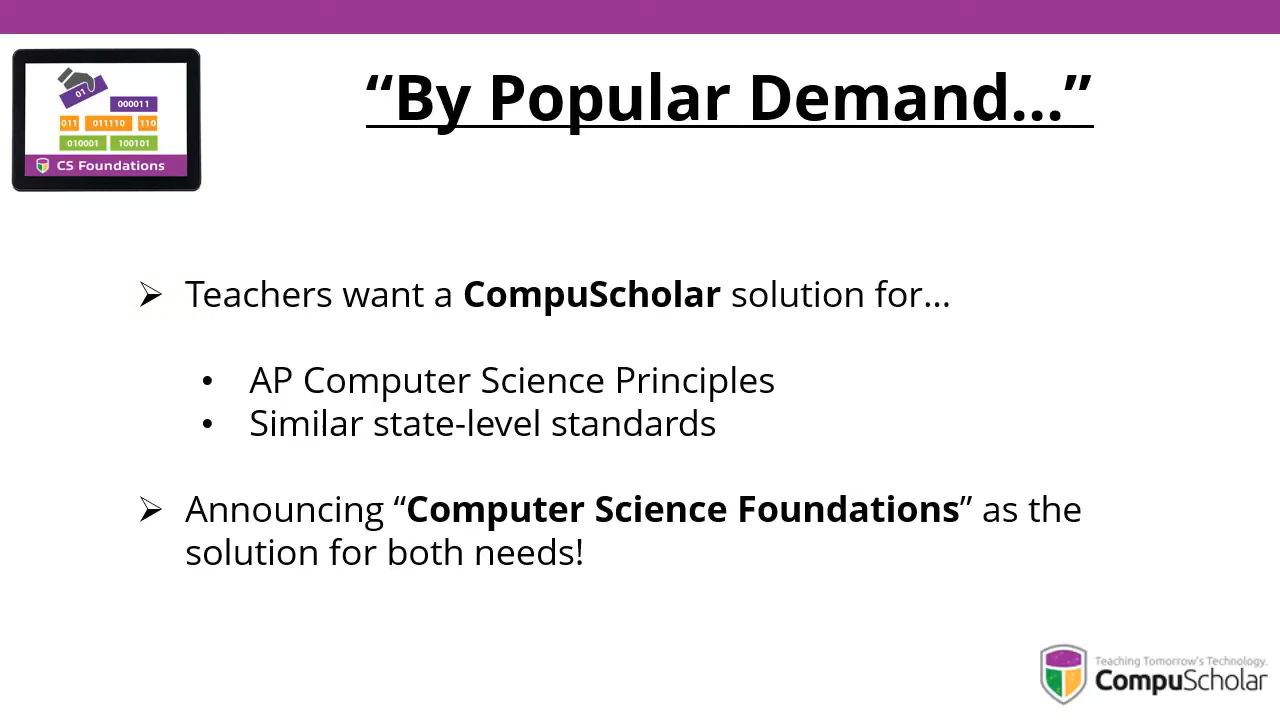 “By Popular Demand…”
01
000011
011 011110 110
010001 100101
CS Foundations
➢ Teachers want a CompuScholar solution for…
• AP Computer Science Principles
• Similar state-level standards
➢ Announcing “Computer Science Foundations” as the
solution for both needs!
Teaching Tomorrow's Technology.
CompuScholar